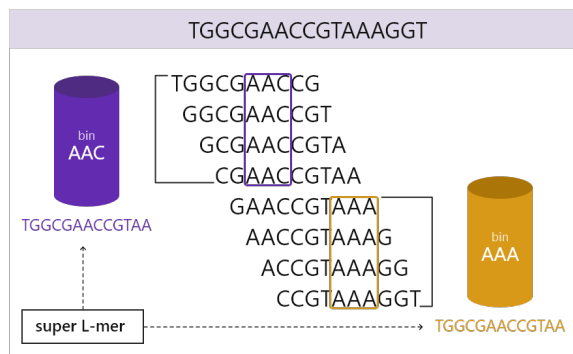 TGGCGAACCGTAAAGGT
TGGCGAACCG
GGCGAACCGT
GCGAACCGTA
CGAACCGTAA
GAACCGTAAA
AACCGTAAAG
ACCGTAAAGG
CCGTAAAGGT
bin
AAC
TGGCGAACCGTAA
bin
AAA
TGGCGAACCGTAA
super L-mer